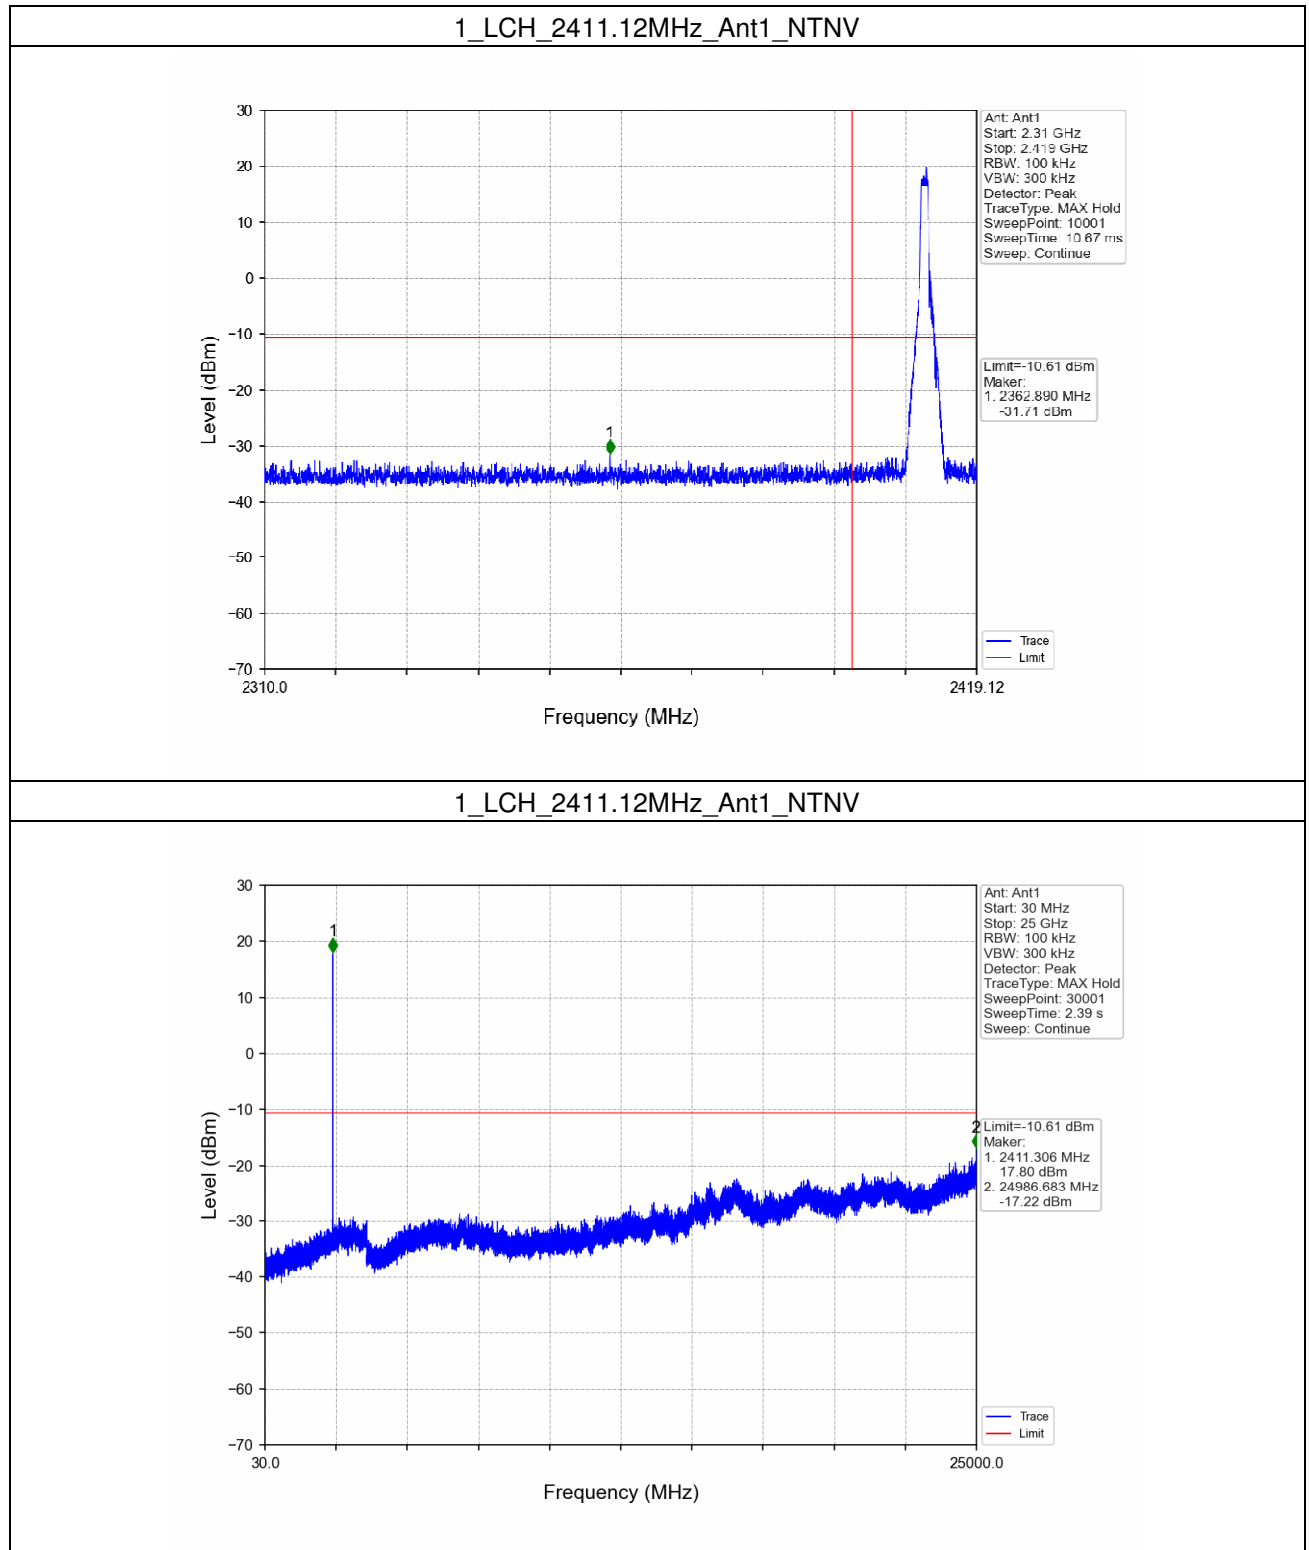 1_LCH_2411.12MHz_Ant1_NTNV
30
20
10
0
−10
−20
−30
−40
−50
−60
−70
Level (dBm)
1
2310.0
2419.12
Frequency (MHz)
Ant: Ant1
Start: 2.31 GHz
Stop: 2.419 GHz
RBW: 100 kHz
VBW: 300 kHz
Detector: Peak
TraceType: MAX Hold
SweepPoint: 10001
SweepTime: 10.67 ms
Sweep: Continue
Limit=-10.61 dBm
Maker:
1. 2362.890 MHz
-31.71 dBm
Trace
Limit
1_LCH_2411.12MHz_Ant1_NTNV
30
20
10
0
−10
−20
−30
−40
−50
−60
−70
Level (dBm)
1
2
30.0
25000.0
Frequency (MHz)
Ant: Ant1
Start: 30 MHz
Stop: 25 GHz
RBW: 100 kHz
VBW: 300 kHz
Detector: Peak
TraceType: MAX Hold
SweepPoint: 30001
SweepTime: 2.39 s
Sweep: Continue
Limit=-10.61 dBm
Maker:
1. 2411.306 MHz
17.80 dBm
2. 24986.683 MHz
-17.22 dBm
Trace
Limit